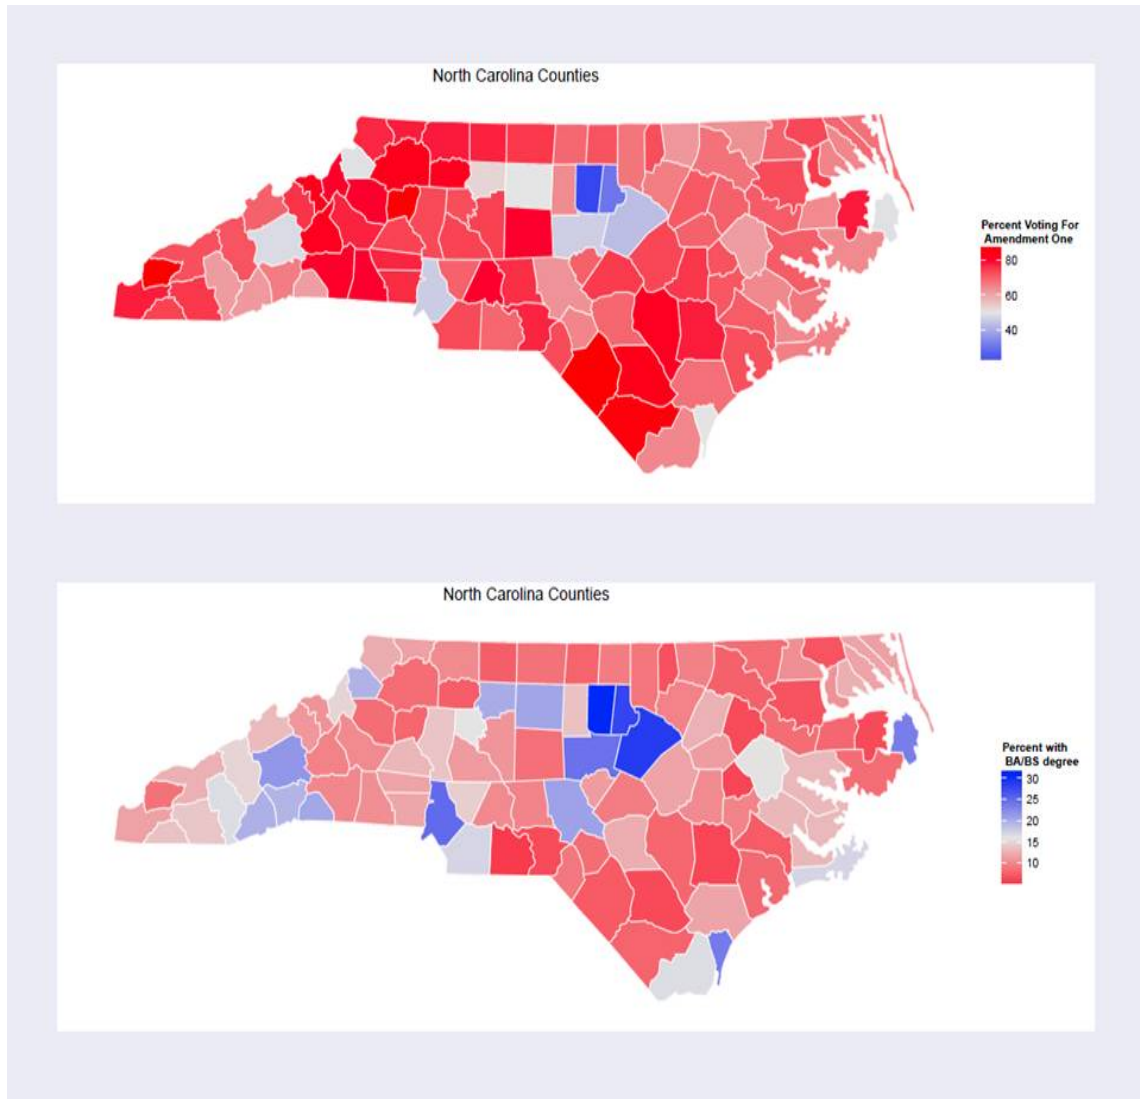 North Carolina Counties
Percent Voting For
Amendment One
80
60
40
North Carolina Counties
Percent with
BA/BS degree
30
25
20
15
10